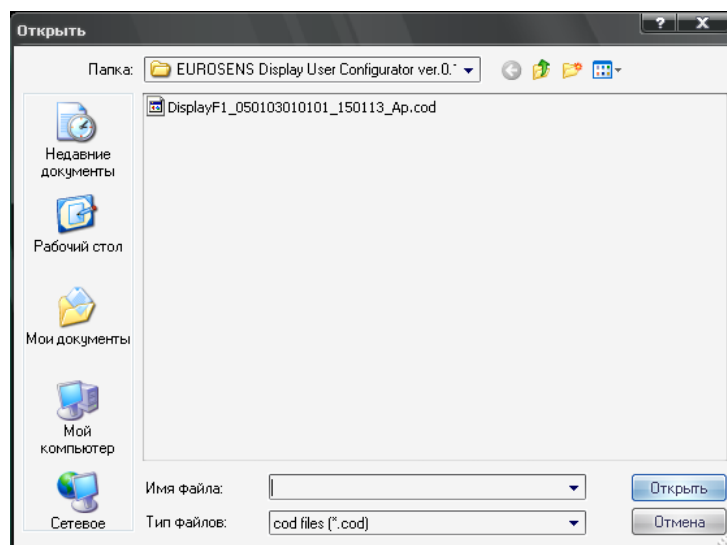 Открыть
? X
Папка: EUROSENS Display User Configurator ver.0.
DisplayF1_050103010101_150113_Ap.cod
Недавние
документы
Рабочий стол
Мои документы
Мой
компьютер
Сетевое
Имя файла:
Открыть
Тип файлов: cod files (*.cod)
Отмена